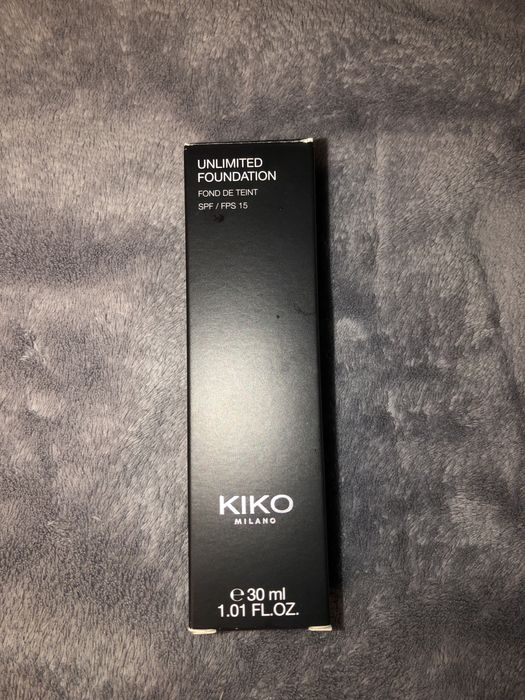 UNLIMITED
FOUNDATION
FOND DE TEINT
SPF / FPS 15
KIKO
MILANO
℮ 30 ml
1.01 FL.OZ.